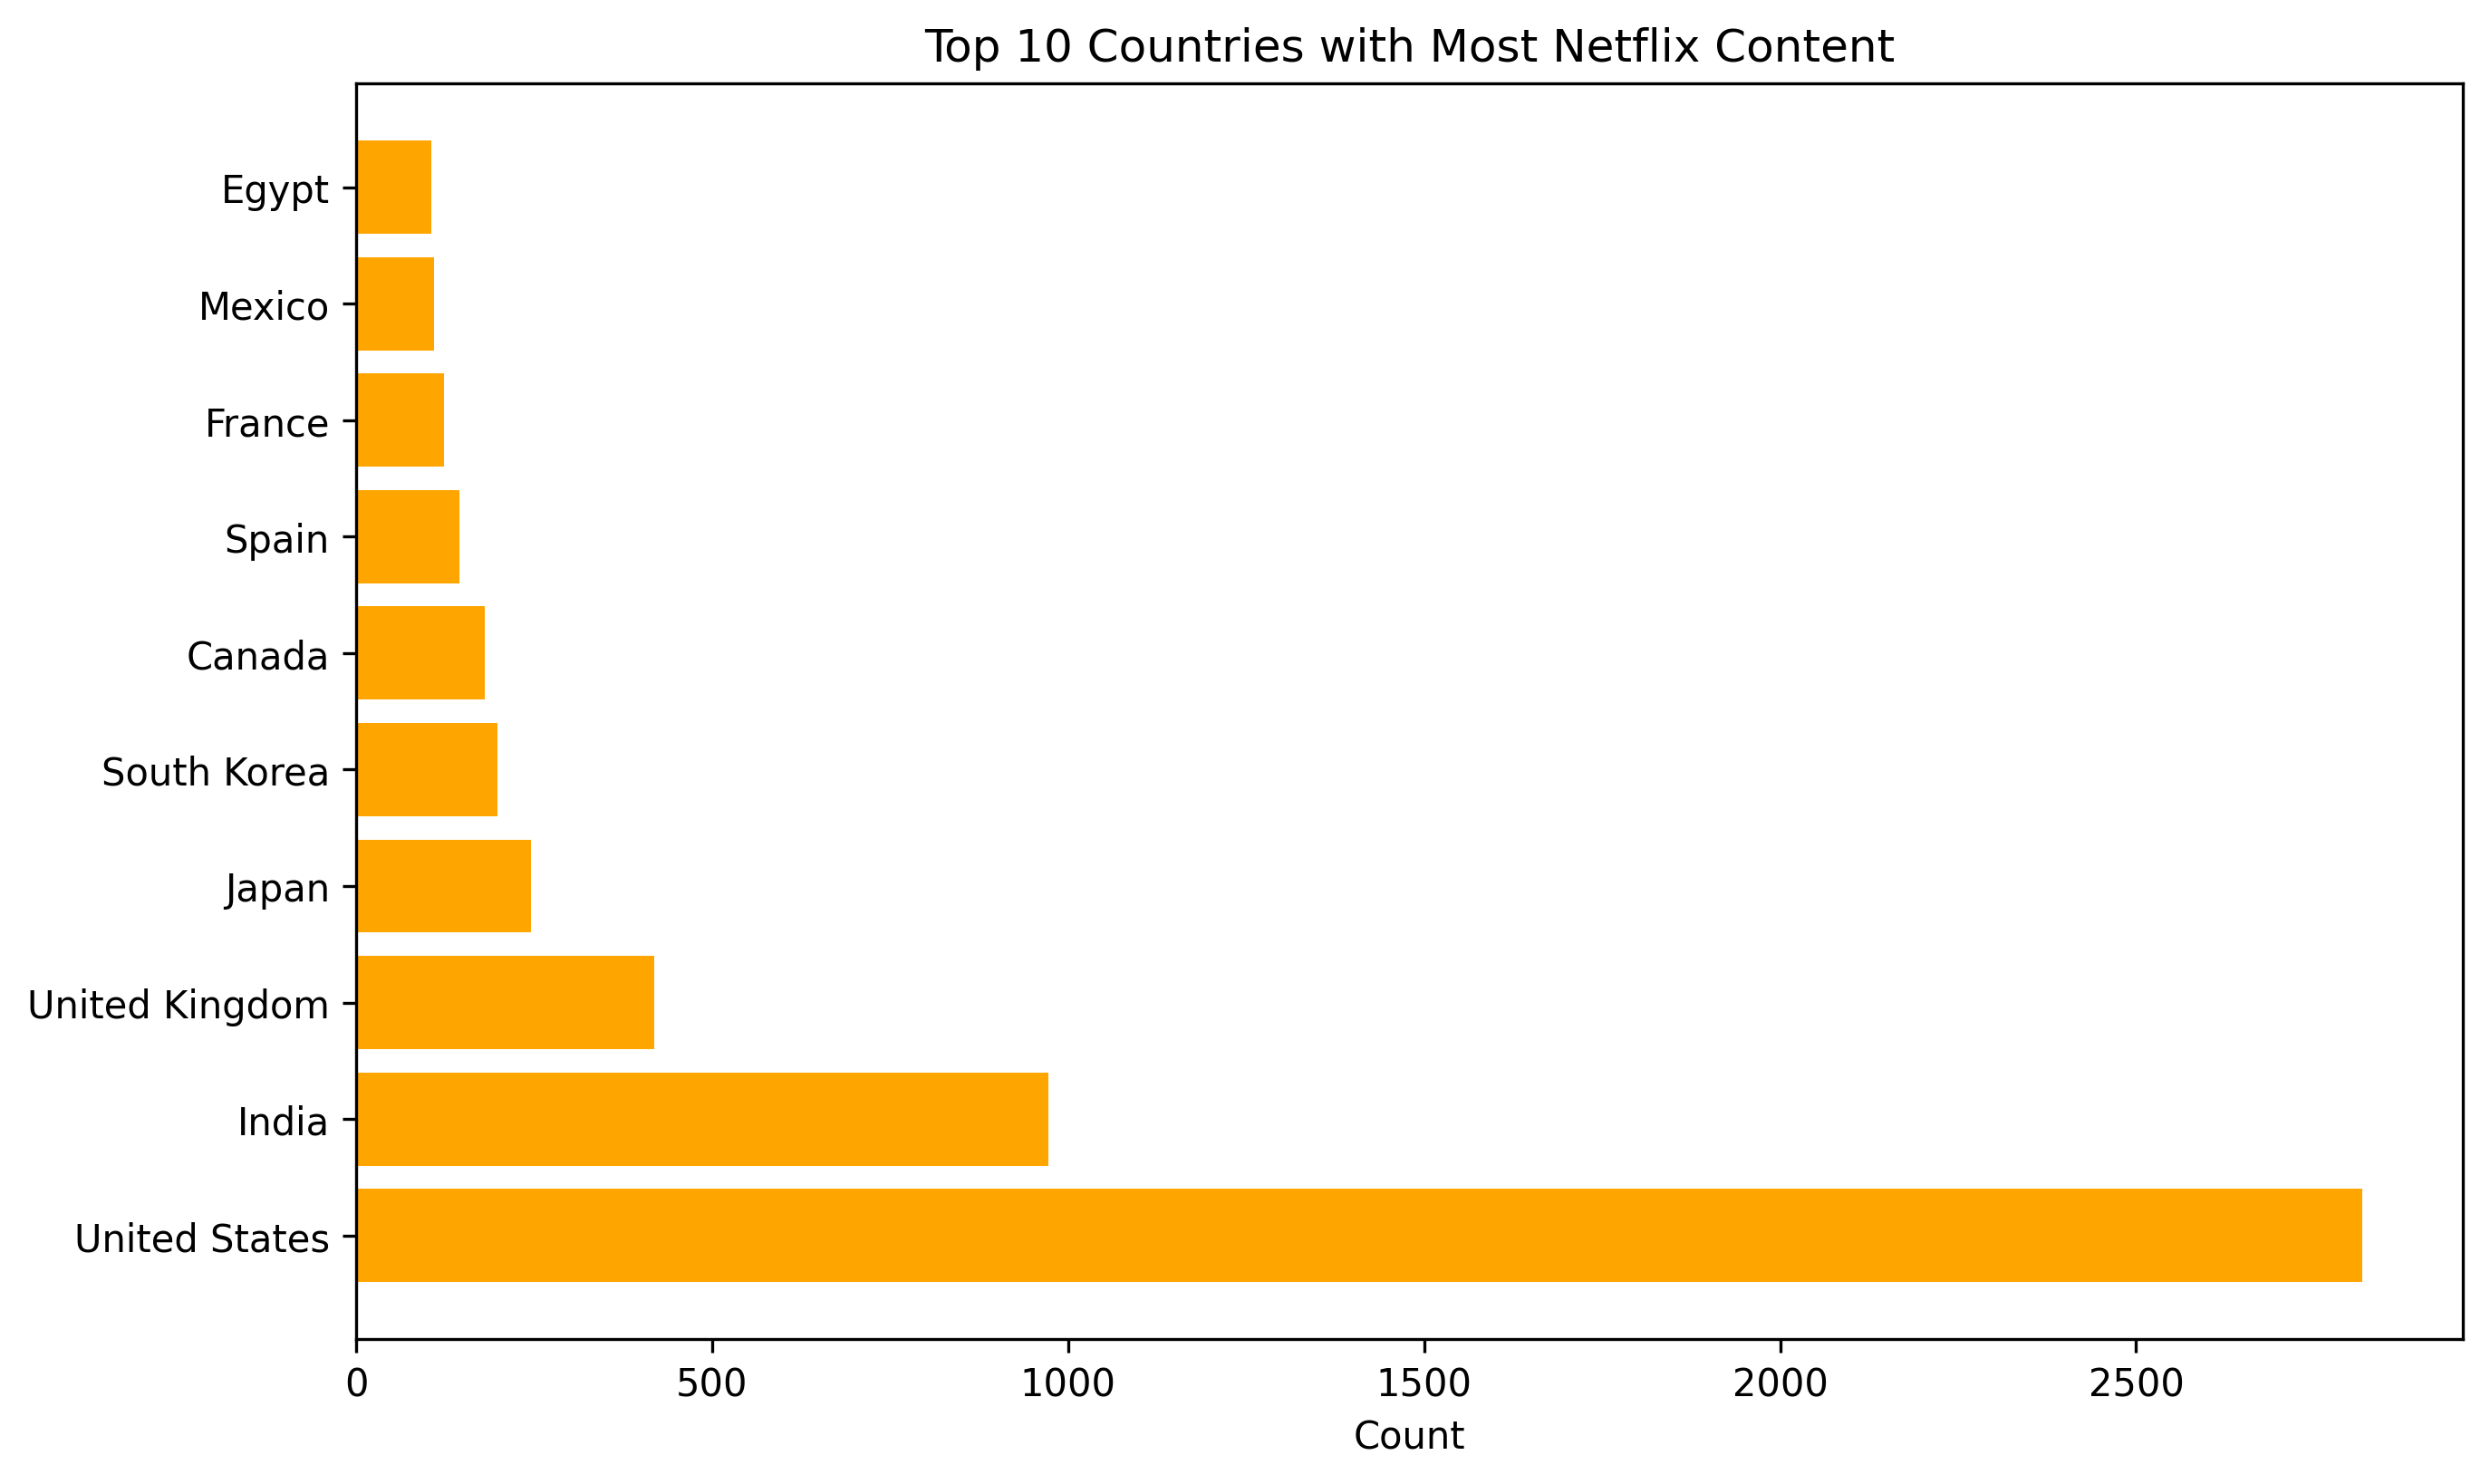 Top 10 Countries with Most Netflix Content
Egypt
Mexico
France
Spain
Canada
South Korea
Japan
United Kingdom
India
United States
0 500 1000 1500 2000 2500
Count